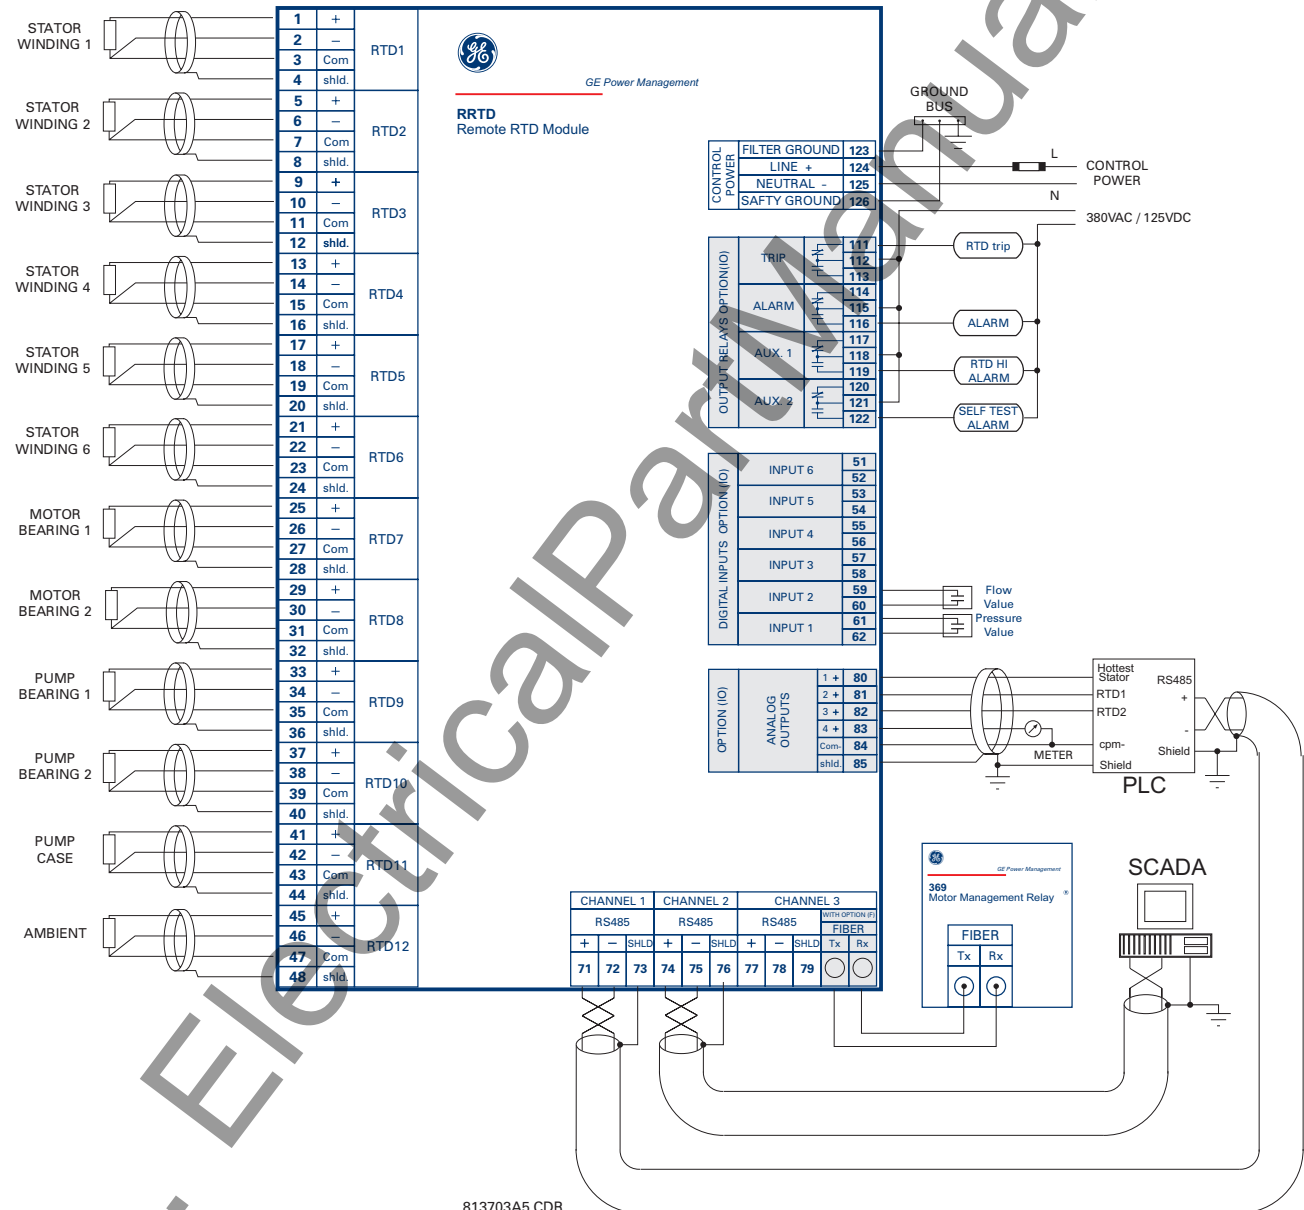 STATOR
WINDING 1
STATOR
WINDING 2
STATOR
WINDING 3
STATOR
WINDING 4
STATOR
WINDING 5
STATOR
WINDING 6
MOTOR
BEARING 1
MOTOR
BEARING 2
PUMP
BEARING 1
PUMP
BEARING 2
PUMP
CASE
AMBIENT
1 + RTD1
2 –
3 Com
4 shld.
5 + RTD2
6 –
7 Com
8 shld.
9 + RTD3
10 –
11 Com
12 shld.
13 + RTD4
14 –
15 Com
16 shld.
17 + RTD5
18 –
19 Com
20 shld.
21 + RTD6
22 –
23 Com
24 shld.
25 + RTD7
26 –
27 Com
28 shld.
29 + RTD8
30 –
31 Com
32 shld.
33 + RTD9
34 –
35 Com
36 shld.
37 + RTD10
38 –
39 Com
40 shld.
41 + RTD11
42 –
43 Com
44 shld.
45 + RTD12
46 –
47 Com
48 shld.
GE Power Management
RRTD
Remote RTD Module
CONTROL
POWER
FILTER GROUND 123
LINE + 124
NEUTRAL - 125
SAFTY GROUND 126
GROUND
BUS
L
N
CONTROL
POWER
380VAC / 125VDC
OUTPUT RELAYS OPTION(IO)
TRIP
111
112
113
ALARM
114
115
116
AUX. 1
117
118
119
AUX. 2
120
121
122
RTD trip
ALARM
RTD HI
ALARM
SELF TEST
ALARM
DIGITAL INPUTS OPTION (IO)
INPUT 6
51
52
INPUT 5
53
54
INPUT 4
55
56
INPUT 3
57
58
INPUT 2
59
60
INPUT 1
61
62
Flow
Value
Pressure
Value
OPTION (IO)
ANALOG
OUTPUTS
1 + 80
2 + 81
3 + 82
4 + 83
Com- 84
shld. 85
METER
Hottest
Stator
RTD1
RTD2
cpm-
Shield
RS485
+
-
Shield
PLC
CHANNEL 1 CHANNEL 2 CHANNEL 3
RS485 RS485 RS485
WITH OPTION (F)
FIBER
+ – SHLD + – SHLD + – SHLD Tx Rx
71 72 73 74 75 76 77 78 79
GE Power Management
369
Motor Management Relay ®
FIBER
Tx Rx
SCADA
813703A5.CDR
ElectricalPartManua